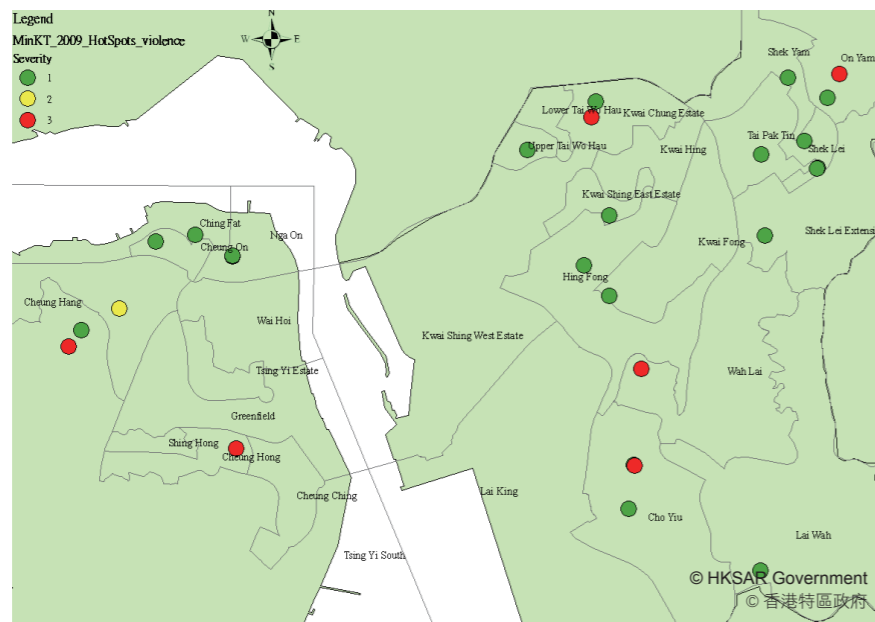 Legend
MinKT_2009_HotSpots_violence
Severity
1
2
3
N
W
E
S
Shek Yam
On Yam
Lower Tai Wo Hau
Kwai Chung Estate
Tai Pak Tin
Shek Lei
Upper Tai Wo Hau
Kwai Hing
Kwai Shing East Estate
Ching Fat
Nga On
Cheung On
Kwai Fong
Shek Lei Extensi
Hing Fong
Cheung Hang
Wai Hoi
Kwai Shing West Estate
Tsing Yi Estate
Wah Lai
Greenfield
Shing Hong
Cheung Hong
Cheung Ching
Lai King
Cho Yiu
Lai Wah
Tsing Yi South
© HKSAR Government
© 香港特區政府